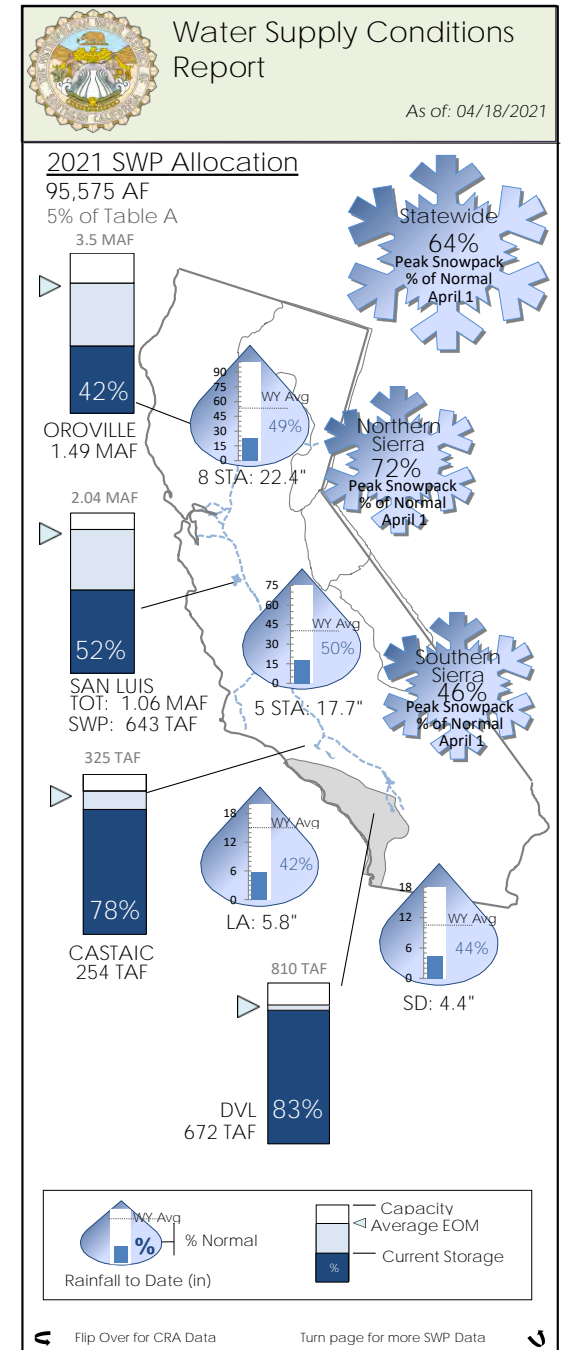 Water Supply Conditions
Report
As of: 04/18/2021
2021 SWP Allocation
95,575 AF
5% of Table A
3.5 MAF
42%
OROVILLE
1.49 MAF
Statewide
64%
Peak Snowpack
% of Normal
April 1
90
75
60
45
30
15
0
WY Avg
49%
8 STA: 22.4"
Northern
Sierra
72%
Peak Snowpack
% of Normal
April 1
2.04 MAF
52%
SAN LUIS
TOT: 1.06 MAF
SWP: 643 TAF
75
60
45
30
15
0
WY Avg
50%
5 STA: 17.7"
Southern
Sierra
46%
Peak Snowpack
% of Normal
April 1
325 TAF
78%
CASTAIC
254 TAF
18
12
6
0
WY Avg
42%
LA: 5.8"
18
12
6
0
WY Avg
44%
SD: 4.4"
810 TAF
83%
DVL
672 TAF
WY Avg
%
% Normal
Rainfall to Date (in)
Capacity
Average EOM
Current Storage
%
Flip Over for CRA Data
Turn page for more SWP Data